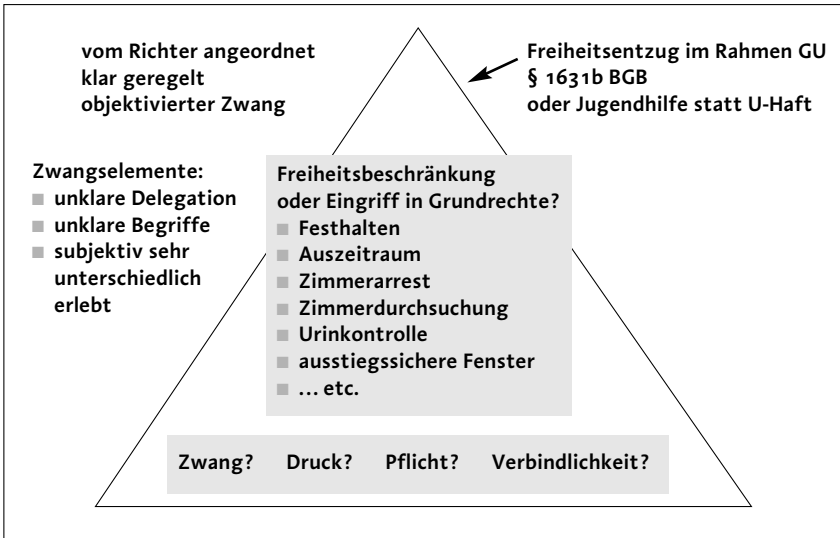 vom Richter angeordnet
klar geregelt
objektivierter Zwang
Freiheitsentzug im Rahmen GU
§ 1631b BGB
oder Jugendhilfe statt U-Haft
Zwangselemente:
■ unklare Delegation
■ unklare Begriffe
■ subjektiv sehr
unterschiedlich
erlebt
Freiheitsbeschränkung
oder Eingriff in Grundrechte?
■ Festhalten
■ Auszeitraum
■ Zimmerarrest
■ Zimmerdurchsuchung
■ Urinkontrolle
■ ausstiegssichere Fenster
■ ... etc.
Zwang? Druck? Pflicht? Verbindlichkeit?